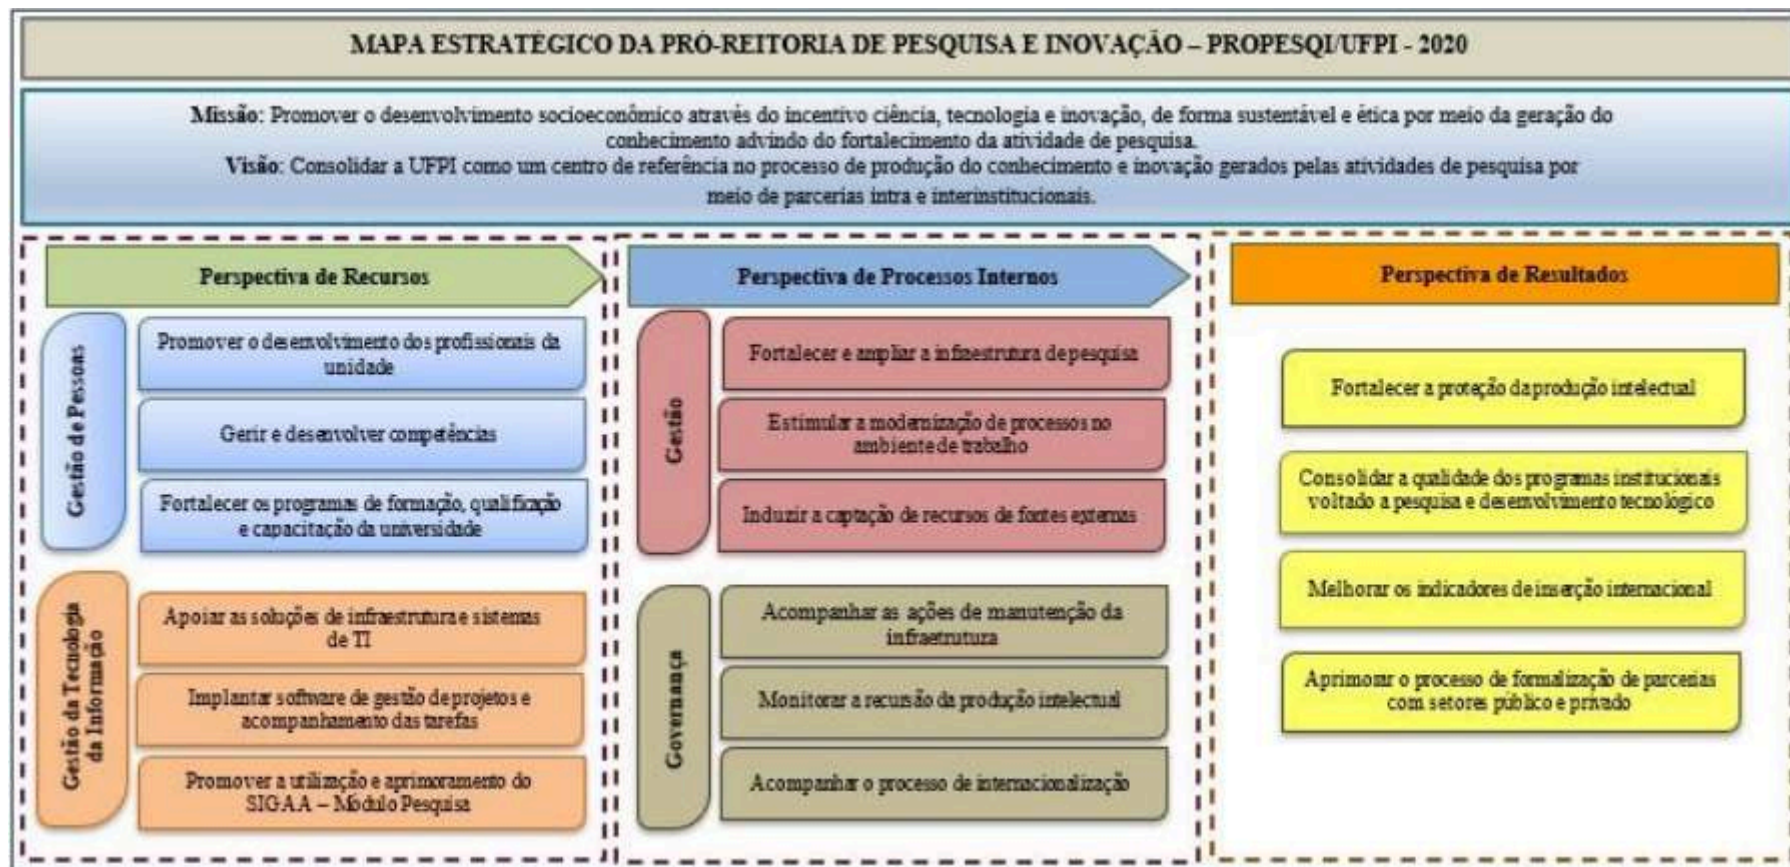 MAPA ESTRATÉGICO DA PRÓ-REITORIA DE PESQUISA E INOVAÇÃO – PROPESQI/UFPI - 2020
Missão: Promover o desenvolvimento socioeconômico através do incentivo ciência, tecnologia e inovação, de forma sustentável e ética por meio da geração do
conhecimento advindo do fortalecimento da atividade de pesquisa.
Visão: Consolidar a UFPI como um centro de referência no processo de produção do conhecimento e inovação gerados pelas atividades de pesquisa por
meio de parcerias intra e interinstitucionais.
Perspectiva de Recursos
Gestão de Pessoas
Promover o desenvolvimento dos profissionais da
unidade
Gerir e desenvolver competências
Fortalecer os programas de formação, qualificação
e capacitação da universidade
Gestão da Tecnologia
da Informação
Apoiar as soluções de infraestrutura e sistemas
de TI
Implantar software de gestão de projetos e
acompanhamento das tarefas
Promover a utilização e aprimoramento do
SIGAA – Módulo Pesquisa
Perspectiva de Processos Internos
Gestão
Fortalecer e ampliar a infraestrutura de pesquisa
Estimular a modernização de processos no
ambiente de trabalho
Induzir a captação de recursos de fontes externas
Governança
Acompanhar as ações de manutenção da
infraetrutura
Monitorar a recursão da produção intelectual
Acompanhar o processo de internacionalização
Perspectiva de Resultados
Fortalecer a proteção da produção intelectual
Consolidar a qualidade dos programas institucionais
voltado a pesquisa e desenvolvimento tecnológico
Melhorar os indicadores de inserção internacional
Aprimorar o processo de formalização de parcerias
com setores público e privado